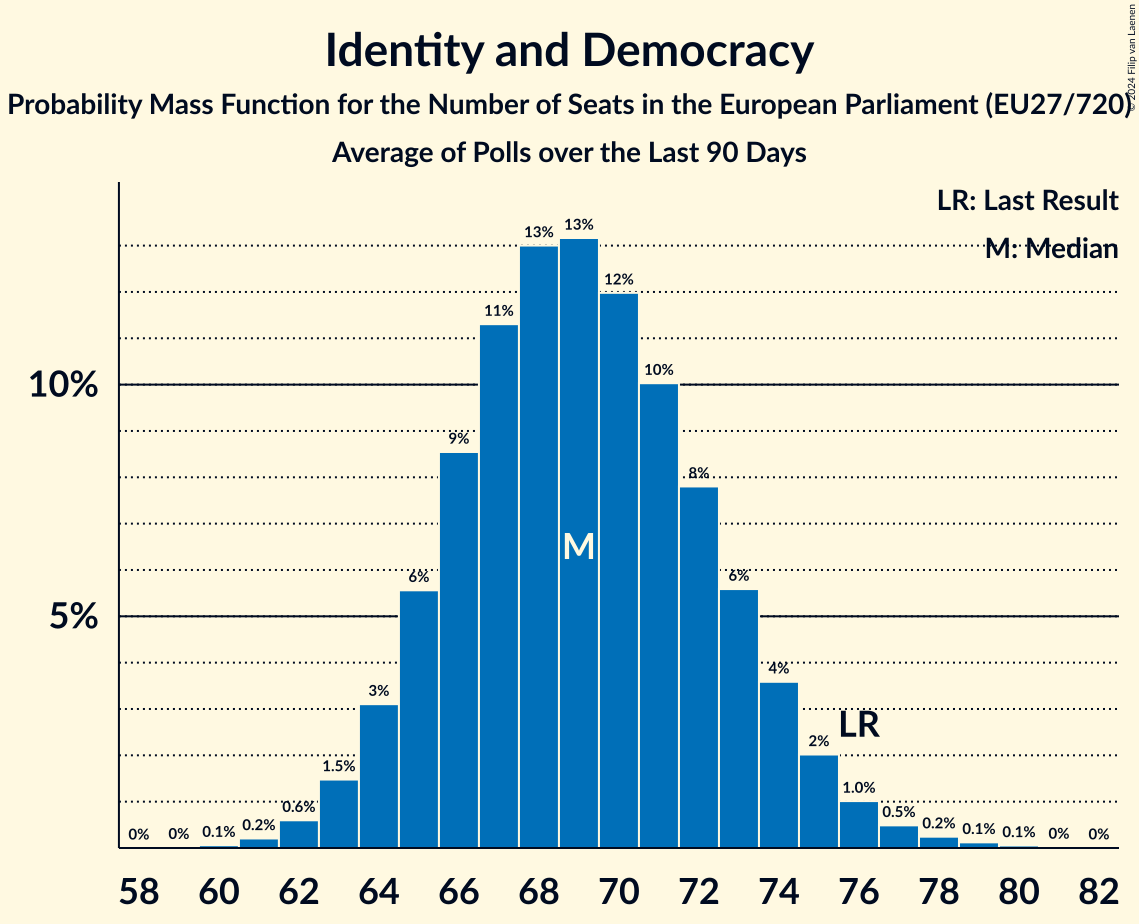 Identity and Democracy
Probability Mass Function for the Number of Seats in the European Parliament (EU27/720)
Average of Polls over the Last 90 Days
© 2024 Filip van Laenen
LR: Last Result
M: Median
13%
13%
12%
11%
10%
10%
9%
8%
M
6%
6%
5%
4%
3%
LR
2%
1.5%
1.0%
0.6%
0.5%
0% 0% 0.1% 0.2% 0.2% 0.1% 0.1% 0% 0%
58 60 62 64 66 68 70 72 74 76 78 80 82